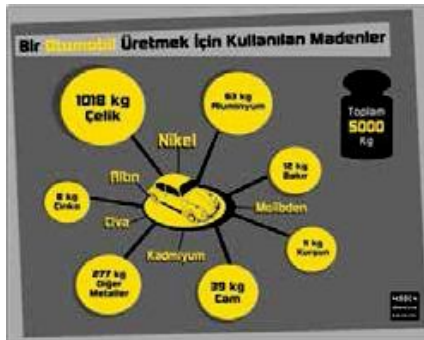 Bir Otomobil Üretmek İçin Kullanılan Madenler
1018 kg
Çelik
63 kg
Alüminyum
Toplam
5000
Kg
Nikel
12 kg
Bakır
Altın
8 kg
Çinko
Molibden
Civa
Kadmiyum
9 kg
Kurşun
277 kg
Diğer
Metaller
39 kg
Cam